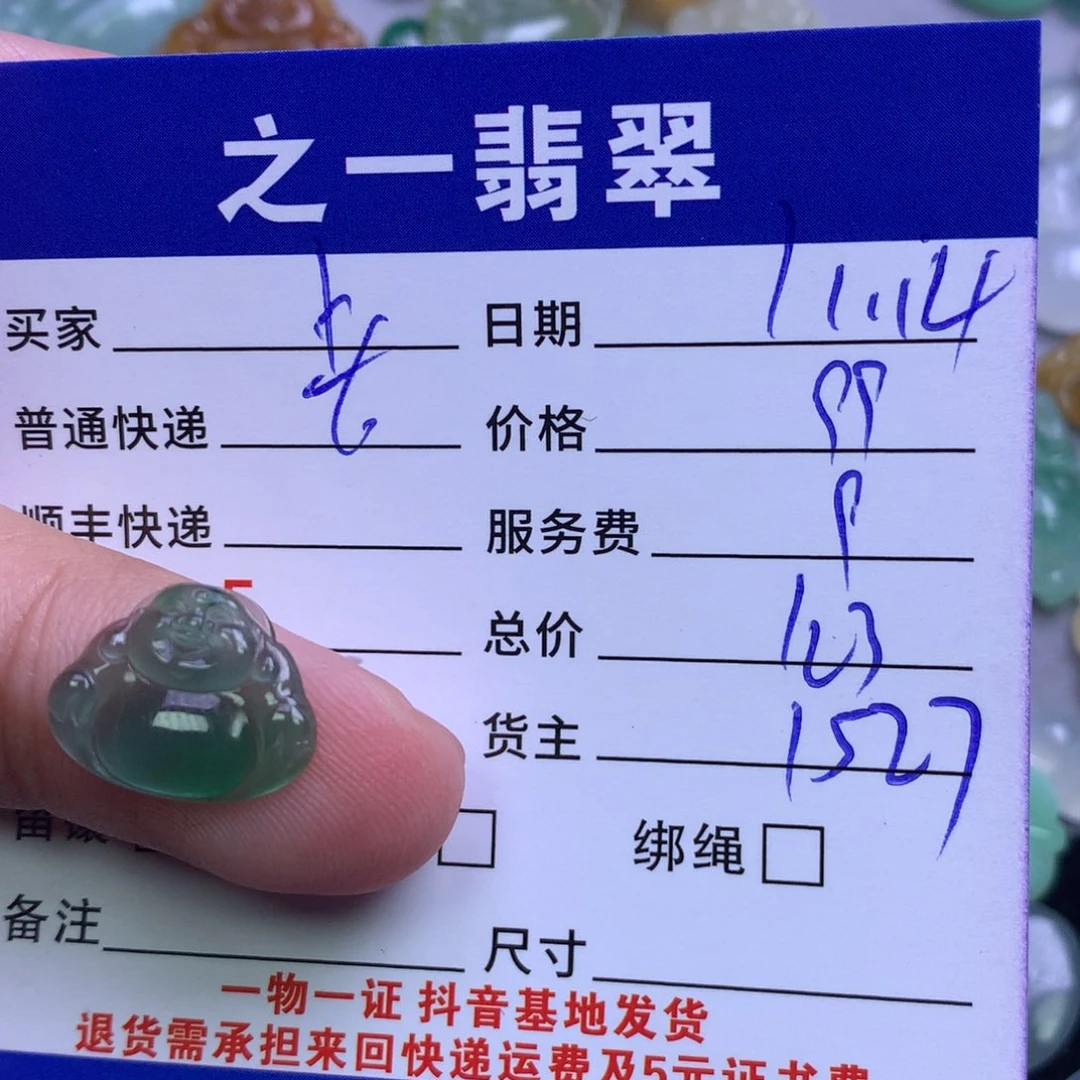 之一翡翠
买家 日期 11.14
普通快递 价格 99
顺丰快递 服务费 9
总价 123
货主 1527
绑绳
备注 尺寸
一物一证 抖音基地发货
退货需承担来回快递运费及5元证书费